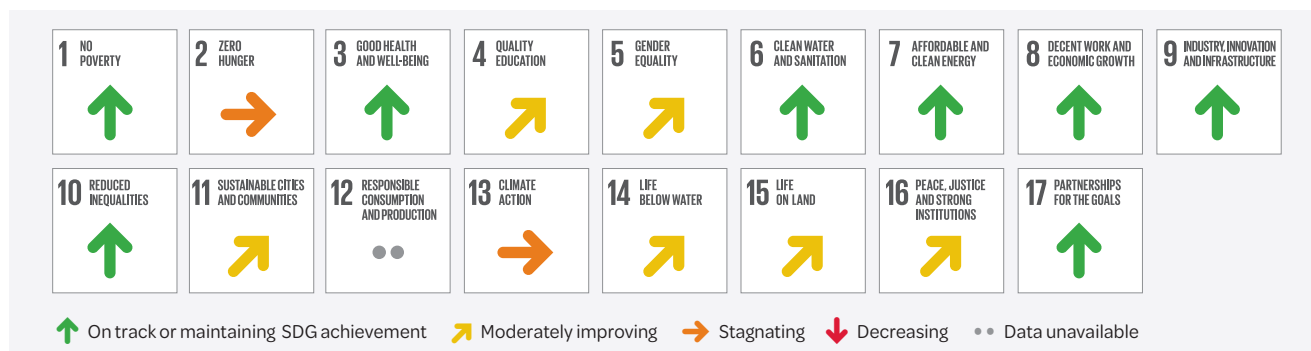 1 NO
POVERTY
2 ZERO
HUNGER
3 GOOD HEALTH
AND WELL-BEING
4 QUALITY
EDUCATION
5 GENDER
EQUALITY
6 CLEAN WATER
AND SANITATION
7 AFFORDABLE AND
CLEAN ENERGY
8 DECENT WORK AND
ECONOMIC GROWTH
9 INDUSTRY, INNOVATION
AND INFRASTRUCTURE
10 REDUCED
INEQUALITIES
11 SUSTAINABLE CITIES
AND COMMUNITIES
12 RESPONSIBLE
CONSUMPTION
AND PRODUCTION
13 CLIMATE
ACTION
14 LIFE
BELOW WATER
15 LIFE
ON LAND
16 PEACE, JUSTICE
AND STRONG
INSTITUTIONS
17 PARTNERSHIPS
FOR THE GOALS
On track or maintaining SDG achievement Moderately improving Stagnating Decreasing Data unavailable